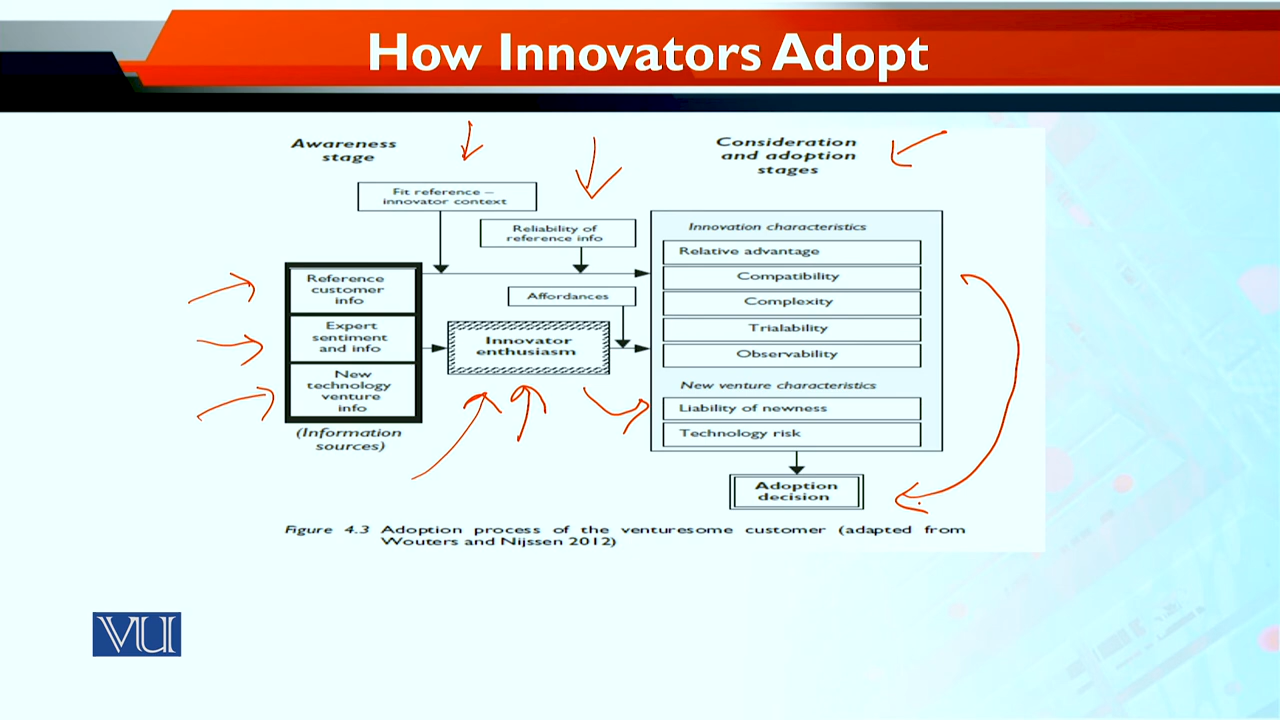 How Innovators Adopt
Awareness
stage
Consideration
and adoption
stages
Fit reference –
innovator context
Reliability of
reference info
Affordances
Reference
customer
info
Expert
sentiment
and info
New
technology
venture
info
(Information
sources)
Innovator
enthusiasm
Innovation characteristics
Relative advantage
Compatibility
Complexity
Trialability
Observability
New venture characteristics
Liability of newness
Technology risk
Adoption
decision
Figure 4.3 Adoption process of the venturesome customer (adapted from
Wouters and Nijssen 2012)
VU